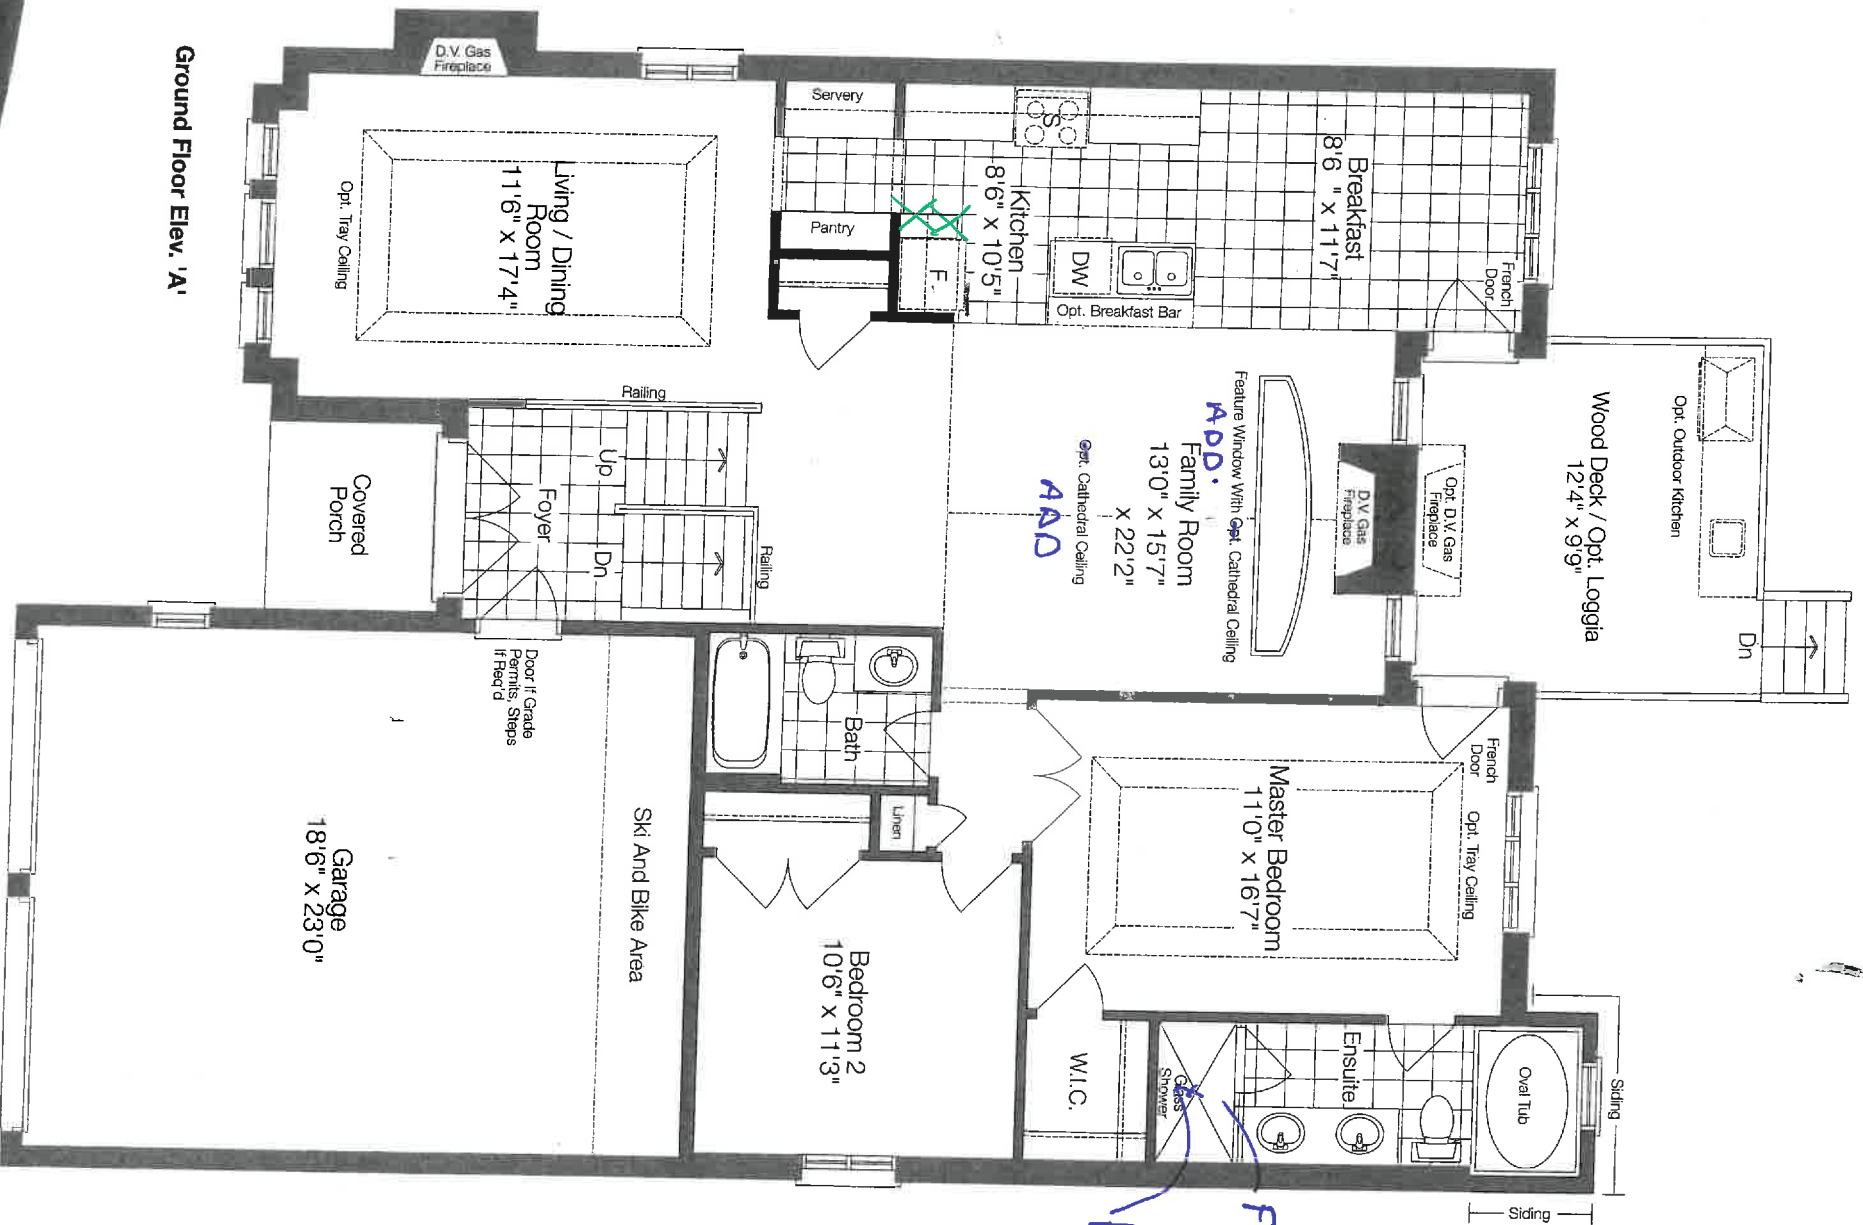 Ground Floor Elev. 'A'
D.V. Gas
Fireplace
Servery
S
Kitchen
8'6" x 10'5"
Breakfast
8'6 " x 11'7"
French
Door
Living / Dining
Room
11'6" x 17'4"
Opt. Tray Ceiling
Pantry
F.
DW
Opt. Breakfast Bar
Railing
Up
Dn
Foyer
Railing
Covered
Porch
Feature Window With Opt. Cathedral Ceiling
ADD.
Family Room
13'0" x 15'7"
x 22'2"
Opt. Cathedral Ceiling
ADD
D.V. Gas
Fireplace
Opt. D.V. Gas
Fireplace
Wood Deck / Opt. Loggia
12'4" x 9'9"
Opt. Outdoor Kitchen
Dn
Door If Grade
Permits, Steps
If Req'd
Bath
Linen
Ski And Bike Area
Garage
18'6" x 23'0"
Bedroom 2
10'6" x 11'3"
Master Bedroom
11'0" x 16'7"
Opt. Tray Ceiling
French
Door
W.I.C.
Ensuite
Glass
Shower
Oval Tub
Siding
Siding
F